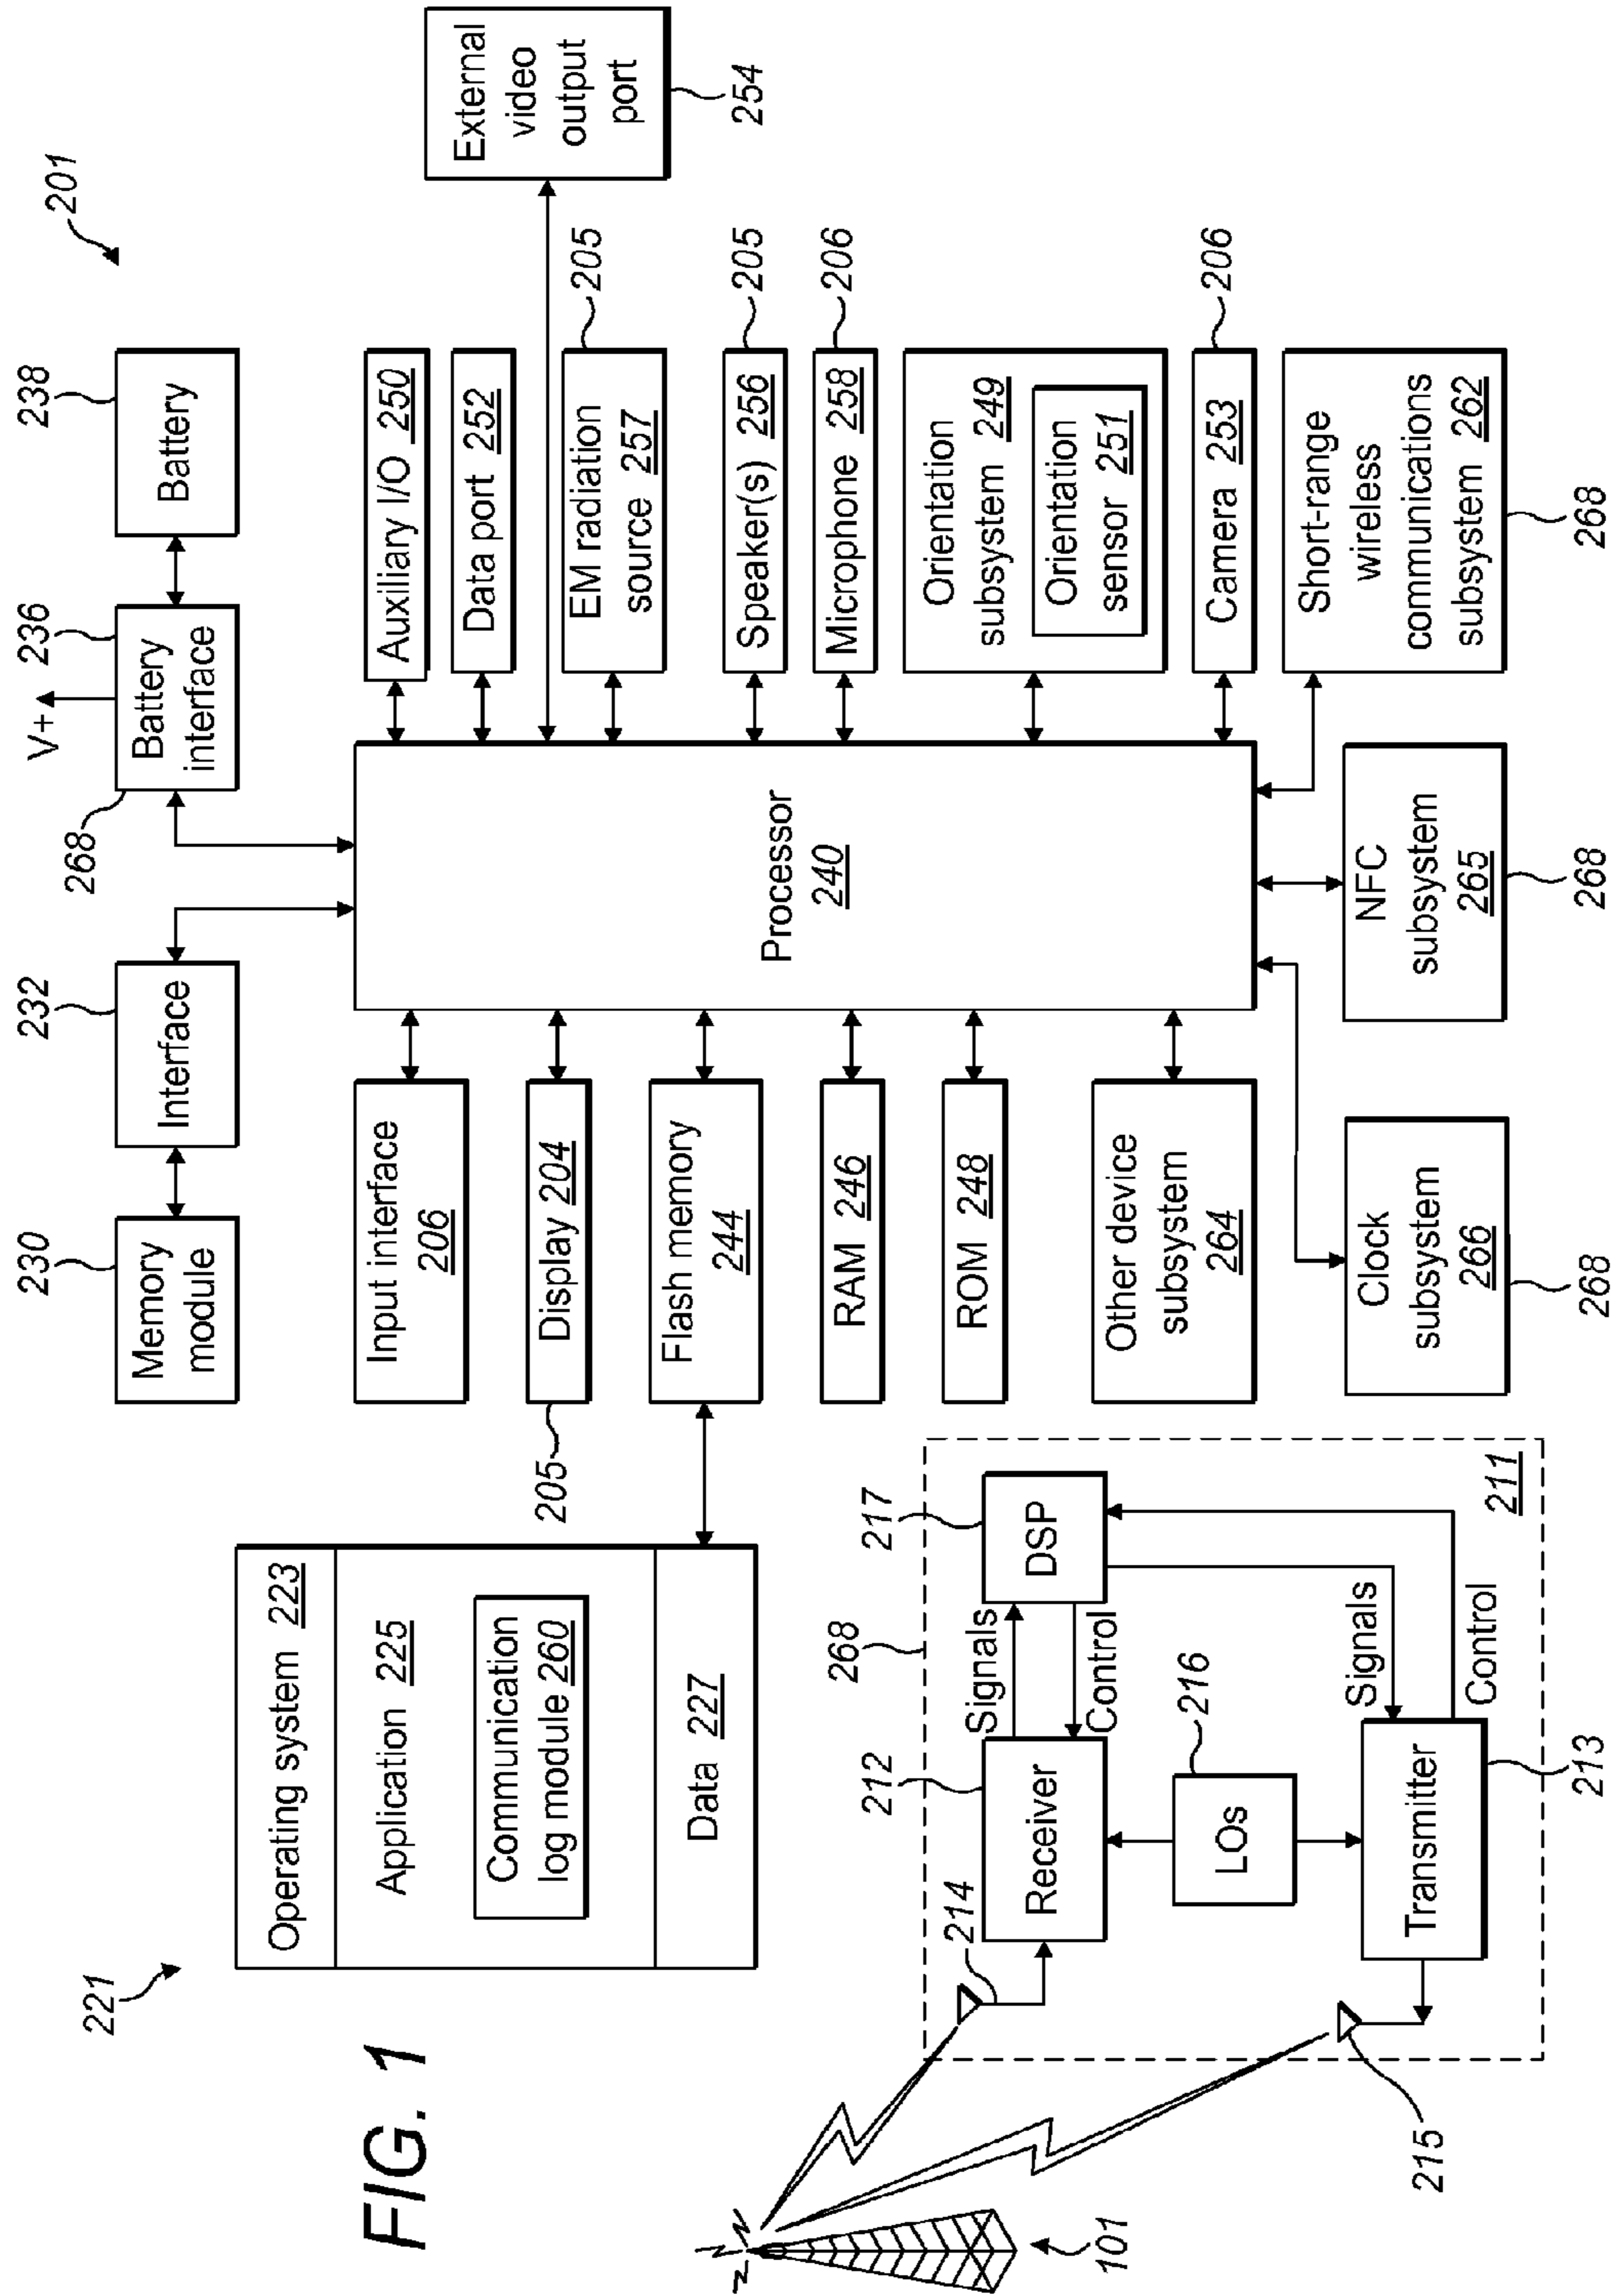 FIG. 1
201
221
230
Memory
module
232
Interface
V+
236
268
Battery
interface
238
Battery
Operating system 223
Application 225
Communication
log module 260
Data 227
Input interface
206
Display 204
205
Flash memory
244
RAM 246
ROM 248
Other device
subsystem
264
Processor
240
Auxiliary I/O 250
Data port 252
External
video
output
port
254
EM radiation
source 257
205
Speaker(s) 256
205
Microphone 258
206
Orientation
subsystem 249
Orientation
sensor 251
Camera 253
206
Short-range
wireless
communications
subsystem 262
268
NFC
subsystem
265
268
Clock
subsystem
266
268
101
268
211
214
212
Receiver
Signals
Control
217
DSP
216
LOs
215
Transmitter
213
Signals
Control